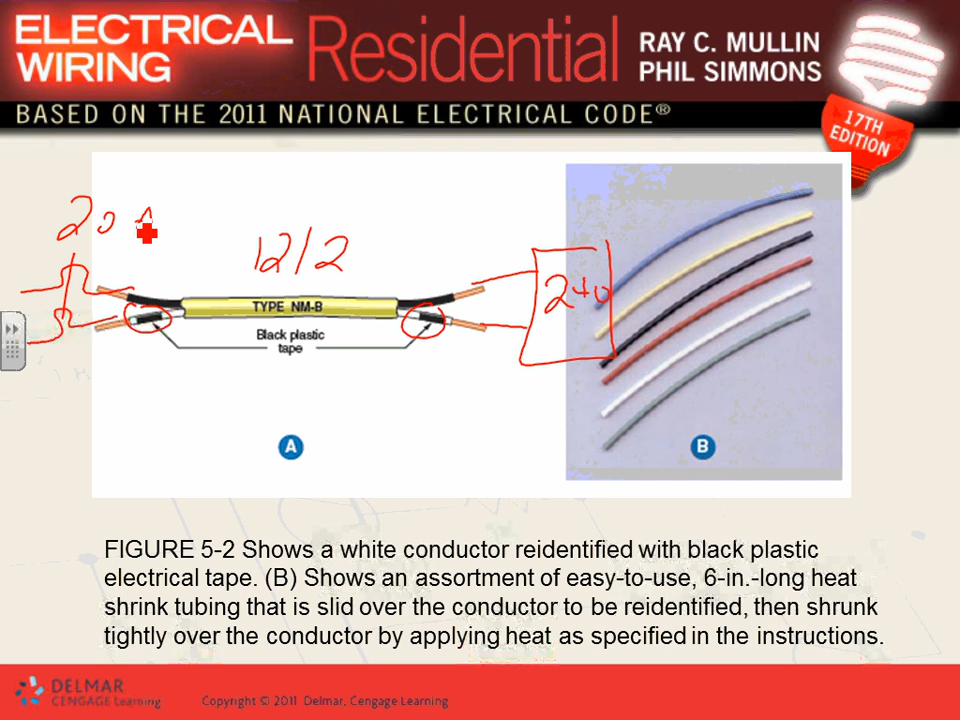 ELECTRICAL
WIRING
Residential
RAY C. MULLIN
PHIL SIMMONS
BASED ON THE 2011 NATIONAL ELECTRICAL CODE®
17TH
EDITION
20 A
12/2
240
TYPE NM-B
Black plastic
tape
A
B
FIGURE 5-2 Shows a white conductor reidentified with black plastic
electrical tape. (B) Shows an assortment of easy-to-use, 6-in.-long heat
shrink tubing that is slid over the conductor to be reidentified, then shrunk
tightly over the conductor by applying heat as specified in the instructions.
DELMAR
CENGAGE Learning
Copyright © 2011 Delmar, Cengage Learning